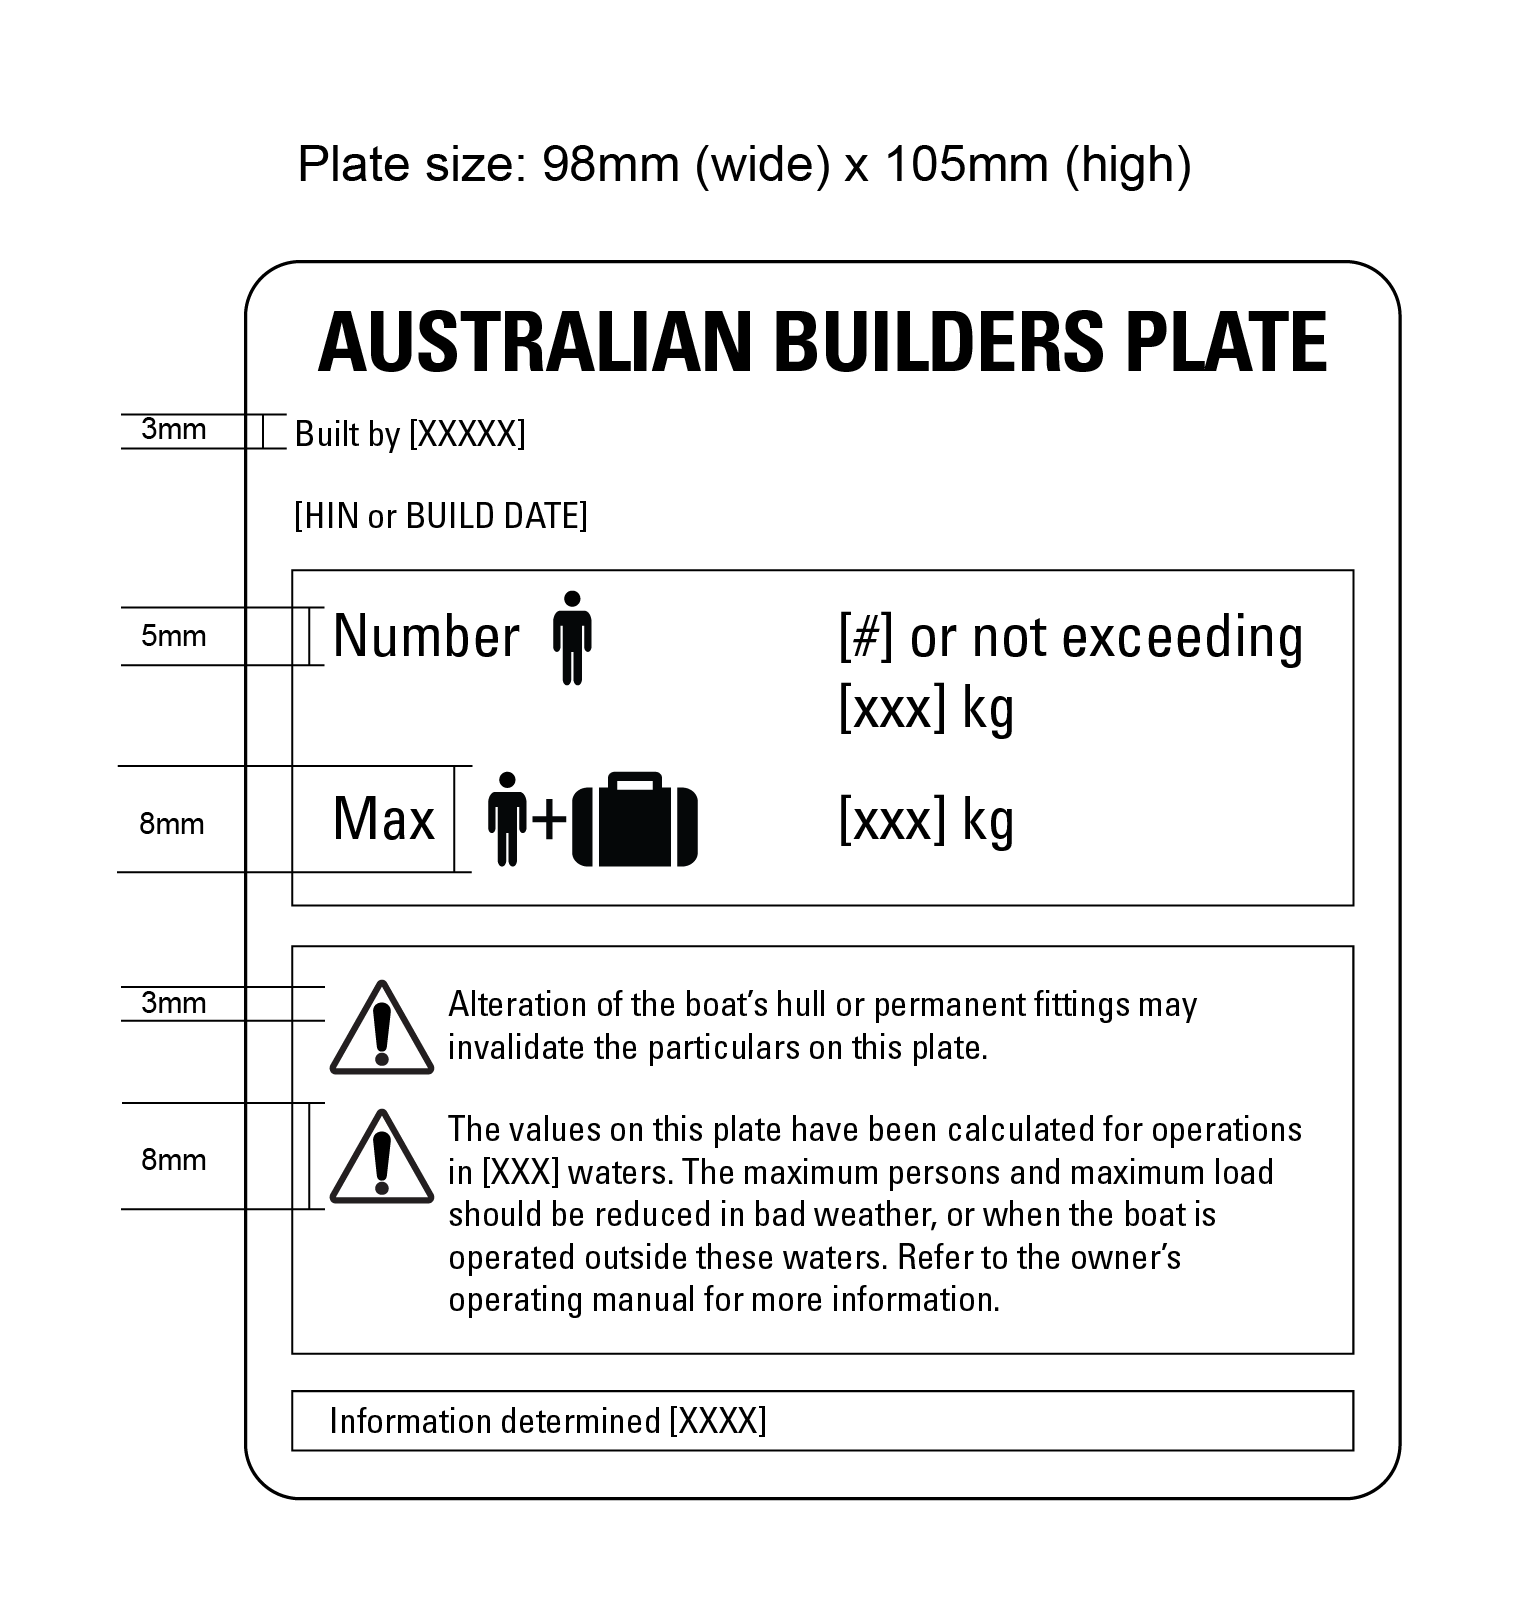 Plate size: 98mm (wide) x 105mm (high)
AUSTRALIAN BUILDERS PLATE
3mm
Built by [XXXXX]
[HIN or BUILD DATE]
5mm
Number
[#] or not exceeding
[xxx] kg
8mm
Max
+
[xxx] kg
3mm
Alteration of the boat’s hull or permanent fittings may
invalidate the particulars on this plate.
8mm
The values on this plate have been calculated for operations
in [XXX] waters. The maximum persons and maximum load
should be reduced in bad weather, or when the boat is
operated outside these waters. Refer to the owner’s
operating manual for more information.
Information determined [XXXX]